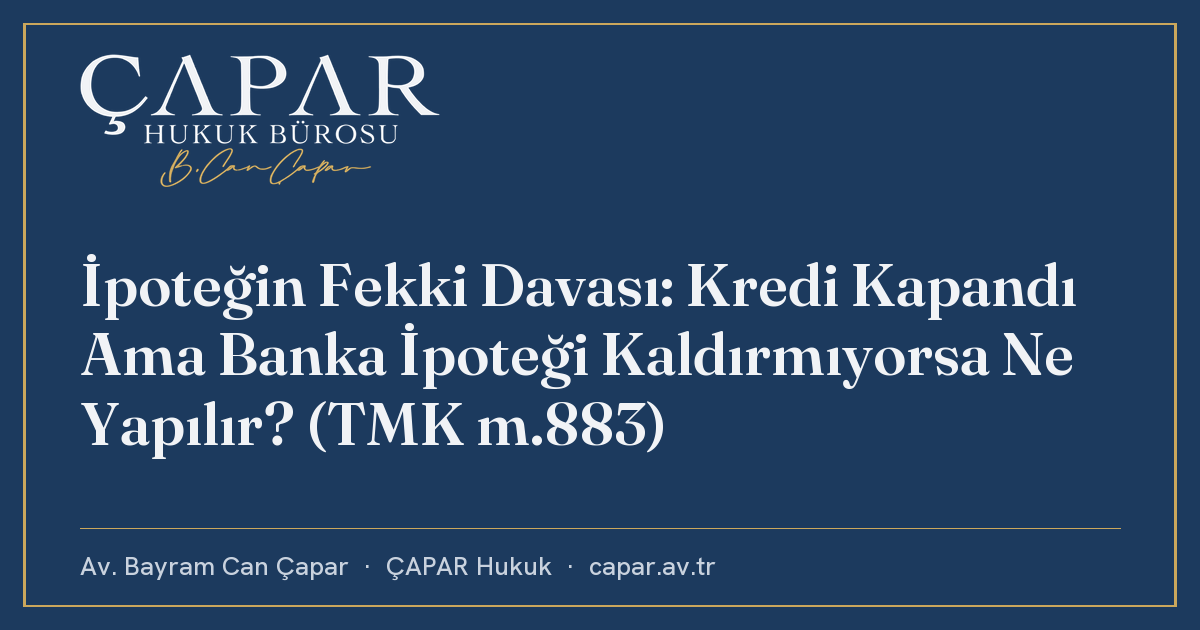 ÇAPAR
HUKUK BÜROSU
B.Can Çapar
İpoteğin Fekki Davası: Kredi Kapandı
Ama Banka İpoteği Kaldırmıyorsa Ne
Yapılır? (TMK m.883)
Av. Bayram Can Çapar · ÇAPAR Hukuk · capar.av.tr